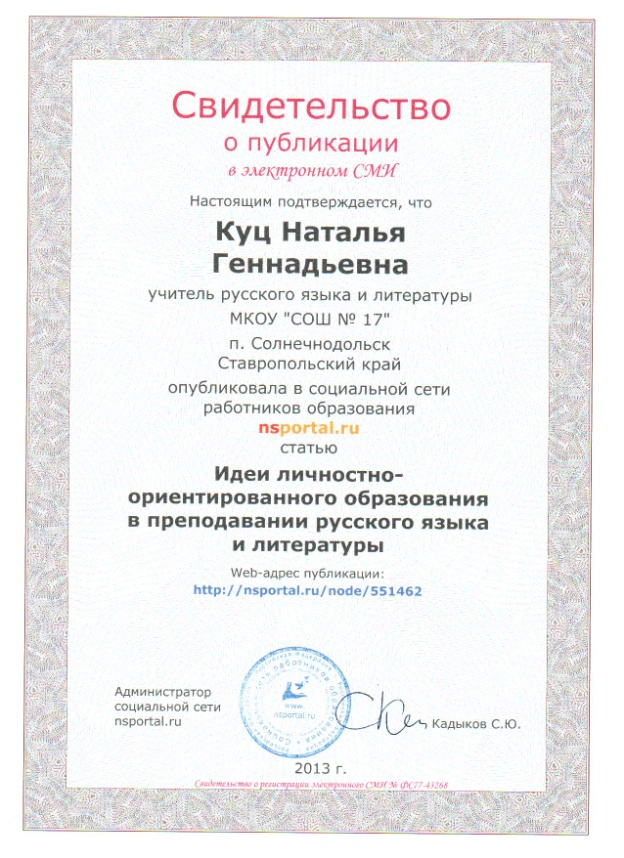 Свидетельство
о публикации
в электронном СМИ
Настоящим подтверждается, что
Куц Наталья
Геннадьевна
учитель русского языка и литературы
МКОУ "СОШ № 17"
п. Солнечнодольск
Ставропольский край
опубликовала в социальной сети
работников образования
nsportal.ru
статью
Идеи личностно-
ориентированного образования
в преподавании русского языка
и литературы
Web-адрес публикации:
http://nsportal.ru/node/551462
Администратор
социальной сети
nsportal.ru
www.
nsportal.ru
Кадыков С.Ю.
2013 г.
Свидетельство о регистрации электронного СМИ № ФС77-43268